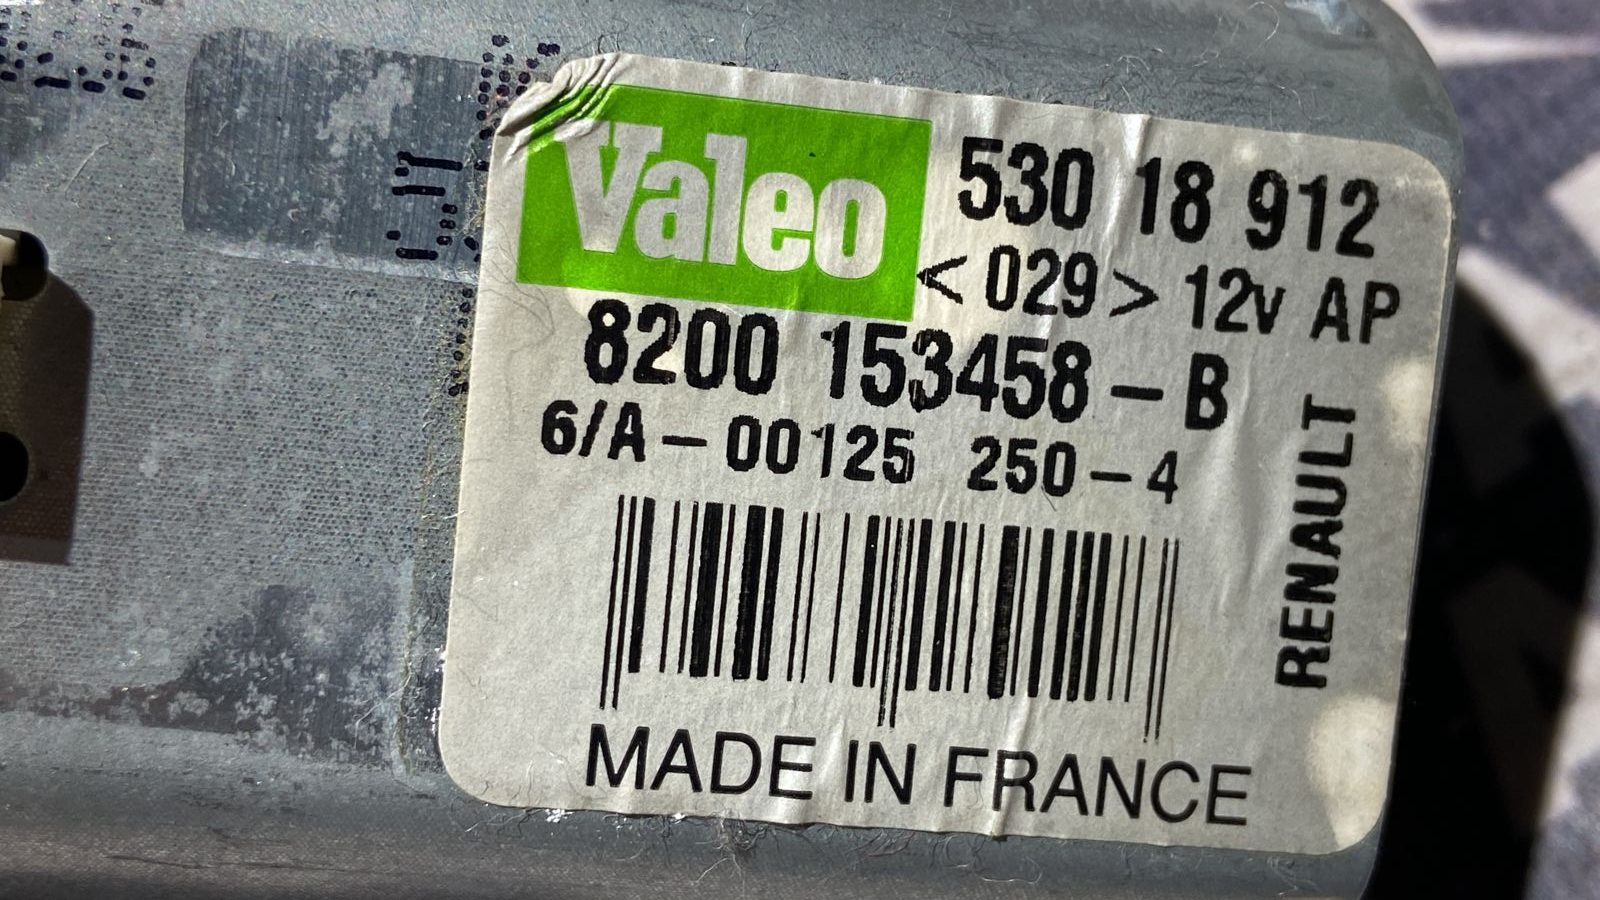 Valeo
530 18 912
<029> 12v AP
8200 153458-B
6/A-00125 250-4
RENAULT
MADE IN FRANCE